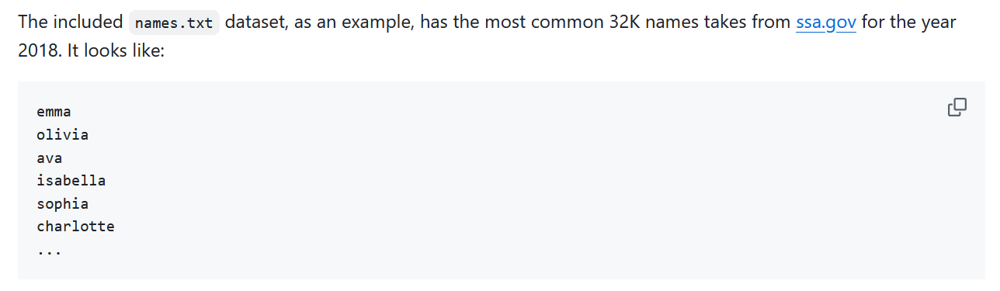 The included names.txt dataset, as an example, has the most common 32K names takes from ssa.gov for the year
2018. It looks like:
emma
olivia
ava
isabella
sophia
charlotte
...